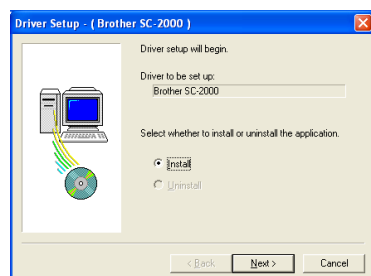 Driver Setup - ( Brother SC-2000 )
Driver setup will begin.
Driver to be set up:
Brother SC-2000
Select whether to install or uninstall the application.
Install
Uninstall
< Back
Next >
Cancel